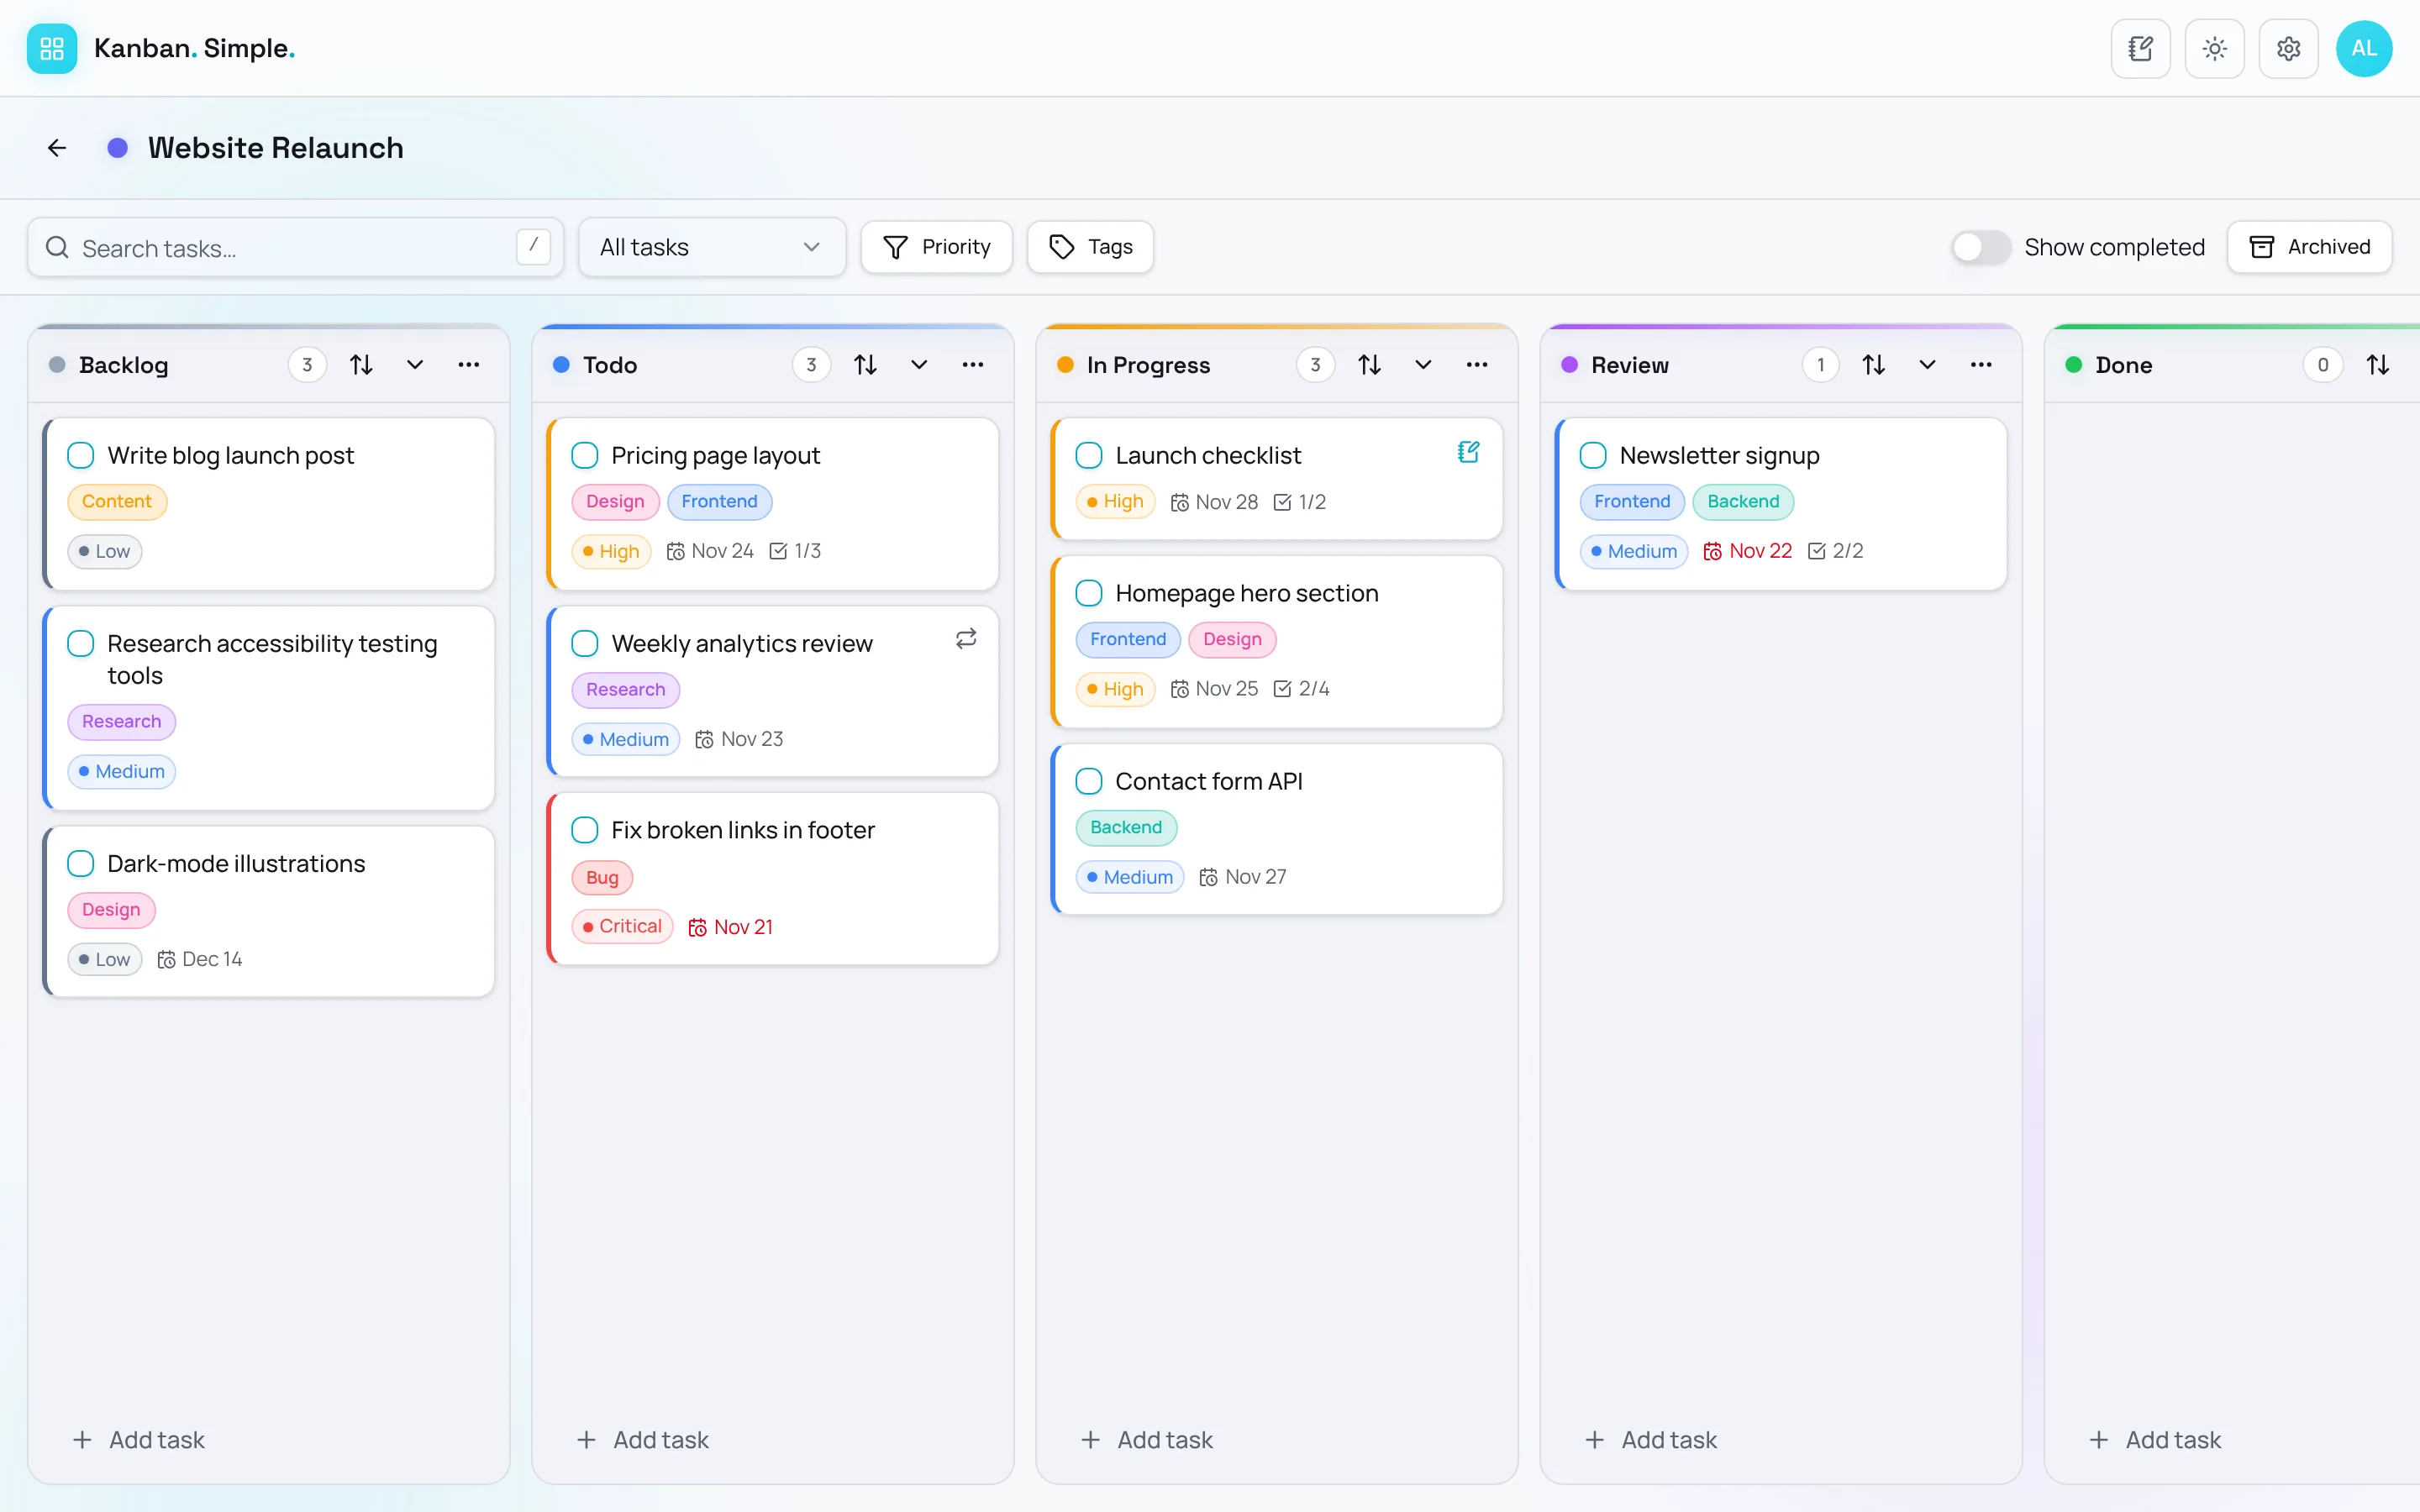 Kanban. Simple.
AL
Website Relaunch
Search tasks...
/
All tasks
Priority
Tags
Show completed
Archived
Backlog
3
Write blog launch post
Content
Low
Research accessibility testing
tools
Research
Medium
Dark-mode illustrations
Design
Low
Dec 14
Add task
Todo
3
Pricing page layout
Design
Frontend
High
Nov 24
1/3
Weekly analytics review
Research
Medium
Nov 23
Fix broken links in footer
Bug
Critical
Nov 21
Add task
In Progress
3
Launch checklist
High
Nov 28
1/2
Homepage hero section
Frontend
Design
High
Nov 25
2/4
Contact form API
Backend
Medium
Nov 27
Add task
Review
1
Newsletter signup
Frontend
Backend
Medium
Nov 22
2/2
Add task
Done
0
Add task